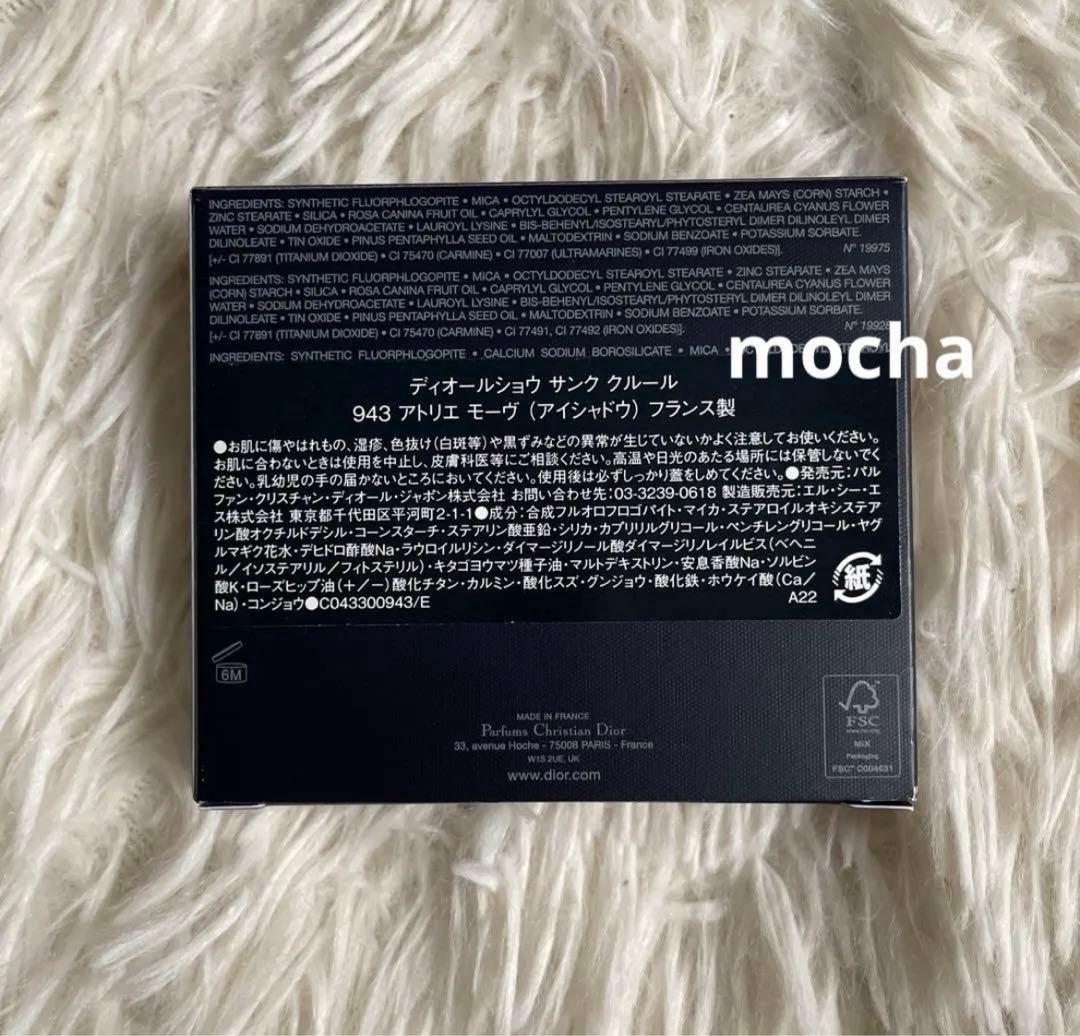 INGREDIENTS: SYNTHETIC FLUORPHLOGOPITE • MICA • OCTYLDODECYL STEAROYL STEARATE • ZEA MAYS (CORN) STARCH •
ZINC STEARATE • SILICA • ROSA CANINA FRUIT OIL • CAPRYLYL GLYCOL • PENTYLENE GLYCOL • CENTAUREA CYANUS FLOWER
WATER • SODIUM DEHYDROACETATE • LAUROYL LYSINE • BIS-BEHENYL/ISOSTEARYL/PHYTOSTERYL DIMER DILINOLEYL DIMER
DILINOLEATE • TIN OXIDE • PINUS PENTAPHYLLA SEED OIL • MALTODEXTRIN • SODIUM BENZOATE • POTASSIUM SORBATE.
[+/- CI 77891 (TITANIUM DIOXIDE) • CI 75470 (CARMINE) • CI 77007 (ULTRAMARINES) • CI 77499 (IRON OXIDES)]. N° 19975
INGREDIENTS: SYNTHETIC FLUORPHLOGOPITE • MICA • OCTYLDODECYL STEAROYL STEARATE • ZINC STEARATE • ZEA MAYS
(CORN) STARCH • SILICA • ROSA CANINA FRUIT OIL • CAPRYLYL GLYCOL • PENTYLENE GLYCOL • CENTAUREA CYANUS FLOWER
WATER • SODIUM DEHYDROACETATE • LAUROYL LYSINE • BIS-BEHENYL/ISOSTEARYL/PHYTOSTERYL DIMER DILINOLEYL DIMER
DILINOLEATE • TIN OXIDE • PINUS PENTAPHYLLA SEED OIL • MALTODEXTRIN • SODIUM BENZOATE • POTASSIUM SORBATE.
[+/- CI 77891 (TITANIUM DIOXIDE) • CI 75470 (CARMINE) • CI 77491, CI 77492 (IRON OXIDES)]. N°
mocha
INGREDIENTS: SYNTHETIC FLUORPHLOGOPITE • CALCIUM SODIUM BOROSILICATE • MICA •
ディオールショウ サンク クルール
943 アトリエ モーヴ（アイシャドウ）フランス製
●お肌に傷やはれもの、湿疹、色抜け(白斑等)や黒ずみなどの異常が生じていないかよく注意してお使いください。
お肌に合わないときは使用を中止し、皮膚科医等にご相談ください。高温や日光のあたる場所には保管しないでく
ださい。乳幼児の手の届かないところにおいてください。使用後は必ずしっかり蓋をしめてください。●発売元：パル
ファン・クリスチャン・ディオール・ジャポン株式会社 お問い合わせ先：03-3239-0618 製造販売元：エル・シー・エ
ス株式会社 東京都千代田区平河町2-1-1●成分：合成フルオロフロゴパイト・マイカ・ステアロイルオキシステア
リン酸オクチルドデシル・コーンスターチ・ステアリン酸亜鉛・シリカ・カプリリルグリコール・ペンチレングリコール・ヤグ
ルマギク花水・デヒドロ酢酸Na・ラウロイルリシン・ダイマージリノール酸ダイマージリノレイルビス（ベヘニ
ル／イソステアリル／フィトステリル）・キタゴヨウマツ種子油・マルトデキストリン・安息香酸Na・ソルビン
酸K・ローズヒップ油（＋／－）酸化チタン・カルミン・酸化スズ・グンジョウ・酸化鉄・ホウケイ酸（Ca／
Na）・コンジョウ●C043300943/E A22
紙
6M
MADE IN FRANCE
Parfums Christian Dior
33, avenue Hoche - 75008 PARIS - France
W1S 2UE, UK
www.dior.com
FSC
www.fsc.org
MIX
Packaging
FSC® C004631